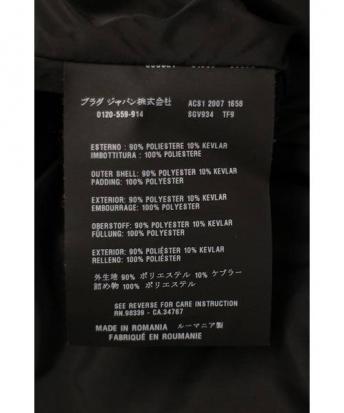 プラダ ジャパン株式会社 ACS1 2007 1658
0120-559-914 SGV934 TF9
ESTERNO : 90% POLIESTERE 10% KEVLAR
IMBOTTITURA : 100% POLIESTERE
OUTER SHELL: 90% POLYESTER 10% KEVLAR
PADDING: 100% POLYESTER
EXTERIOR: 90% POLYESTER 10% KEVLAR
EMBOURRAGE: 100% POLYESTER
OBERSTOFF: 90% POLYESTER 10% KEVLAR
FÜLLUNG: 100% POLYESTER
EXTERIOR: 90% POLIÉSTER 10% KEVLAR
RELLENO: 100% POLIÉSTER
外生地 90% ポリエステル 10% ケブラー
詰め物 100% ポリエステル
SEE REVERSE FOR CARE INSTRUCTION
RN.98339 - CA.34767
MADE IN ROMANIA ルーマニア製
FABRIQUÉ EN ROUMANIE